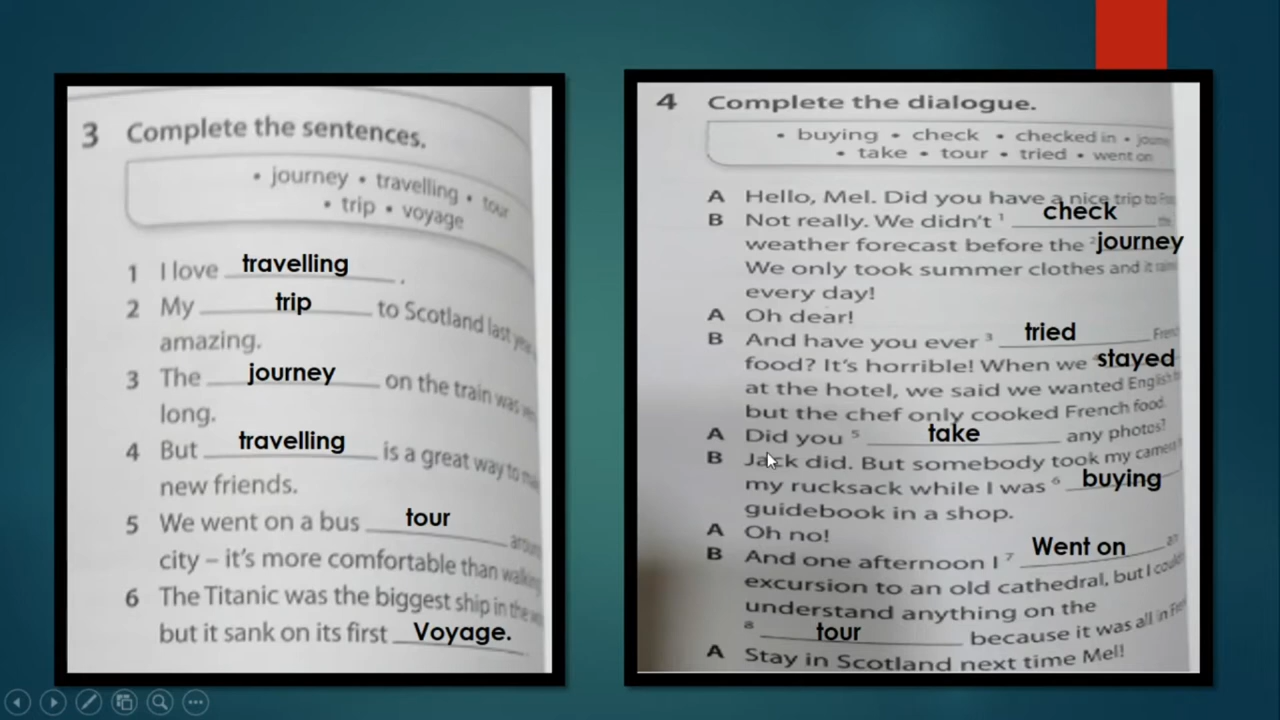 3 Complete the sentences.
• journey • travelling • tour
• trip • voyage
1 I love travelling .
2 My trip to Scotland last
amazing.
3 The journey on the train was
long.
4 But travelling is a great way to
new friends.
5 We went on a bus tour
city – it's more comfortable than
6 The Titanic was the biggest ship in the
but it sank on its first Voyage.
4 Complete the dialogue.
• buying • check • checked in •
• take • tour • tried • went on
A Hello, Mel. Did you have a nice trip to
B Not really. We didn't 1 check the
weather forecast before the 2 journey
We only took summer clothes and it
every day!
A Oh dear!
B And have you ever 3 tried
food? It's horrible! When we stayed
at the hotel, we said we wanted English
but the chef only cooked French food.
A Did you 5 take any photos?
B Jack did. But somebody took my camera
my rucksack while I was 6 buying
guidebook in a shop.
A Oh no!
B And one afternoon I 7 Went on an
excursion to an old cathedral, but I
understand anything on the
8 tour because it was all in
A Stay in Scotland next time Mel!